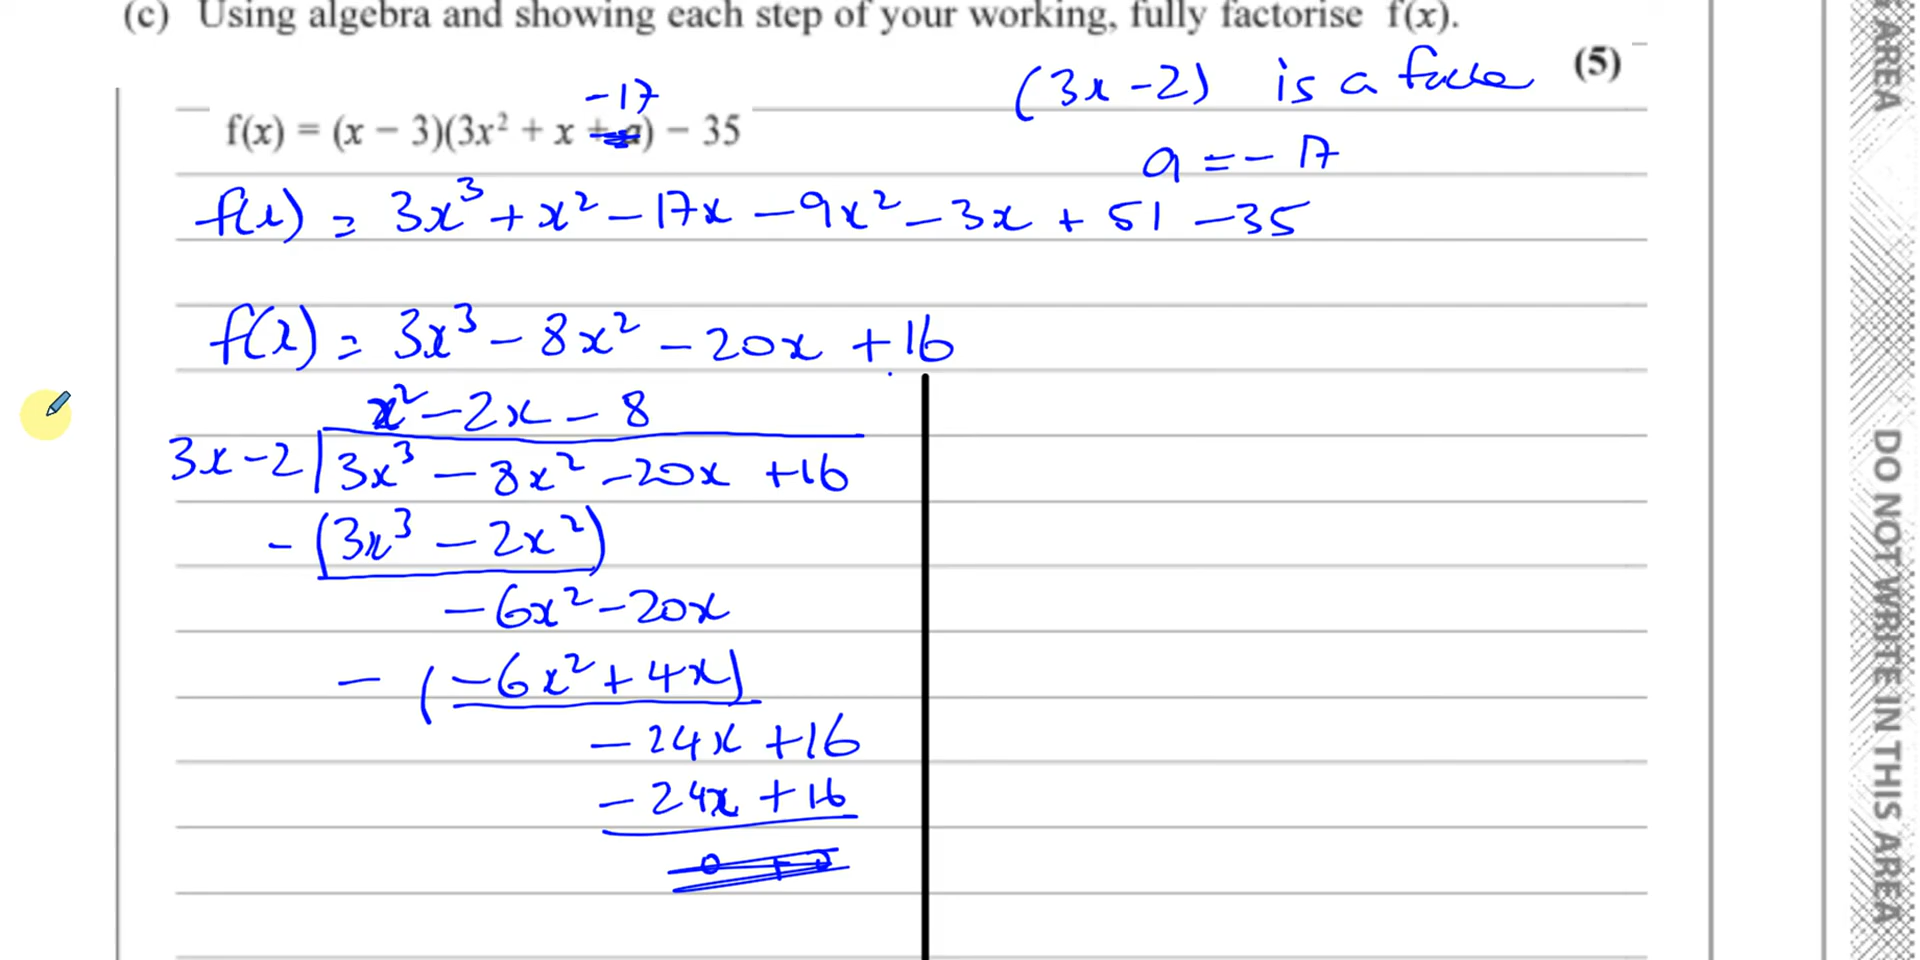 (c) Using algebra and showing each step of your working, fully factorise f(x).
(5)
(3x - 2) is a
a = - 17
-17
f(x) = (x − 3)(3x² + x + a) − 35
f(x) = 3x³ + x² - 17x - 9x² - 3x + 51 - 35
f(x) = 3x³ - 8x² - 20x + 16
x² - 2x - 8
3x - 2 | 3x³ - 8x² - 20x + 16
- (3x³ - 2x²)
- 6x² - 20x
- (-6x² + 4x)
- 24x + 16
- 24x + 16
0 + 0
AREA
DO NOT WRITE IN THIS AREA